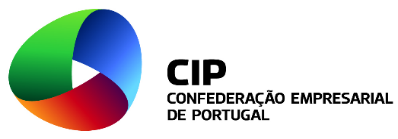 CIP
CONFEDERAÇÃO EMPRESARIAL
DE PORTUGAL